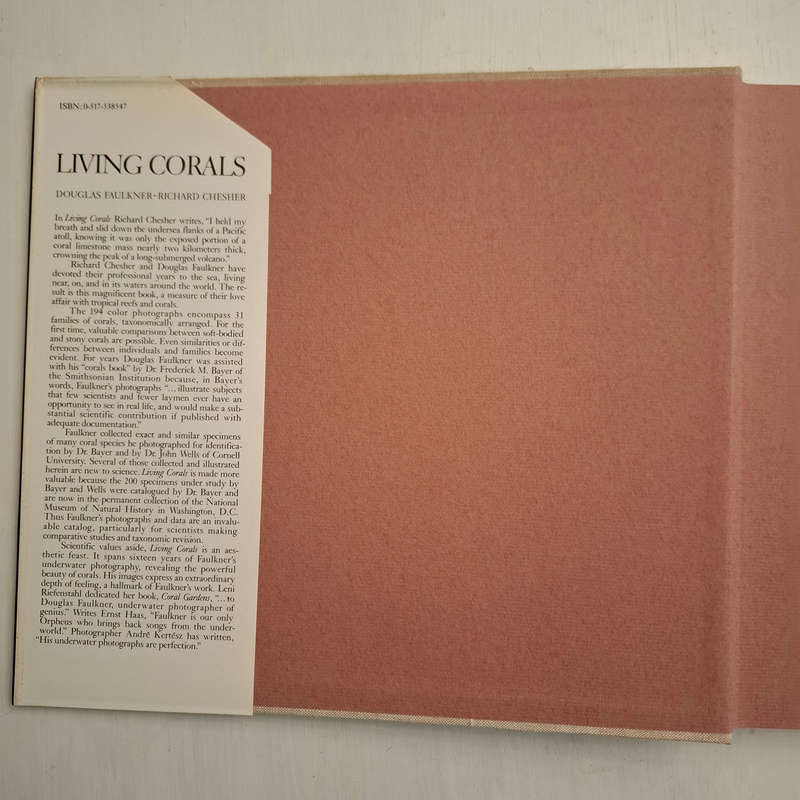 ISBN: 0-517-538547
LIVING CORALS
DOUGLAS FAULKNER • RICHARD CHESHER
In Living Corals Richard Chesher writes, "I held my
breath and slid down the undersea flanks of a Pacific
atoll, knowing it was only the exposed portion of a
coral limestone mass nearly two kilometers thick,
crowning the peak of a long-submerged volcano."
Richard Chesher and Douglas Faulkner have
devoted their professional years to the sea, living
near, on, and in its waters around the world. The re-
sult is this magnificent book, a measure of their love
affair with tropical reefs and corals.
The 194 color photographs encompass 31
families of corals, taxonomically arranged. For the
first time, valuable comparisons between soft-bodied
and stony corals are possible. Even similarities or dif-
ferences between individuals and families become
evident. For years Douglas Faulkner was assisted
with his "corals book" by Dr. Frederick M. Bayer of
the Smithsonian Institution because, in Bayer's
words, Faulkner's photographs "...illustrate subjects
that few scientists and fewer laymen ever have an
opportunity to see in real life, and would make a sub-
stantial scientific contribution if published with
adequate documentation."
Faulkner collected exact and similar specimens
of many coral species he photographed for identifica-
tion by Dr. Bayer and by Dr. John Wells of Cornell
University. Several of those collected and illustrated
herein are new to science. Living Corals is made more
valuable because the 200 specimens under study by
Bayer and Wells were catalogued by Dr. Bayer and
are now in the permanent collection of the National
Museum of Natural History in Washington, D.C.
Thus Faulkner's photographs and data are an invalu-
able catalog, particularly for scientists making
comparative studies and taxonomic revision.
Scientific values aside, Living Corals is an aes-
thetic feast. It spans sixteen years of Faulkner's
underwater photography, revealing the powerful
beauty of corals. His images express an extraordinary
depth of feeling, a hallmark of Faulkner's work. Leni
Riefenstahl dedicated her book, Coral Gardens, "...to
Douglas Faulkner, underwater photographer of
genius." Writes Ernst Haas, "Faulkner is our only
Orpheus who brings back songs from the under-
world." Photographer André Kertész has written,
"His underwater photographs are perfection."